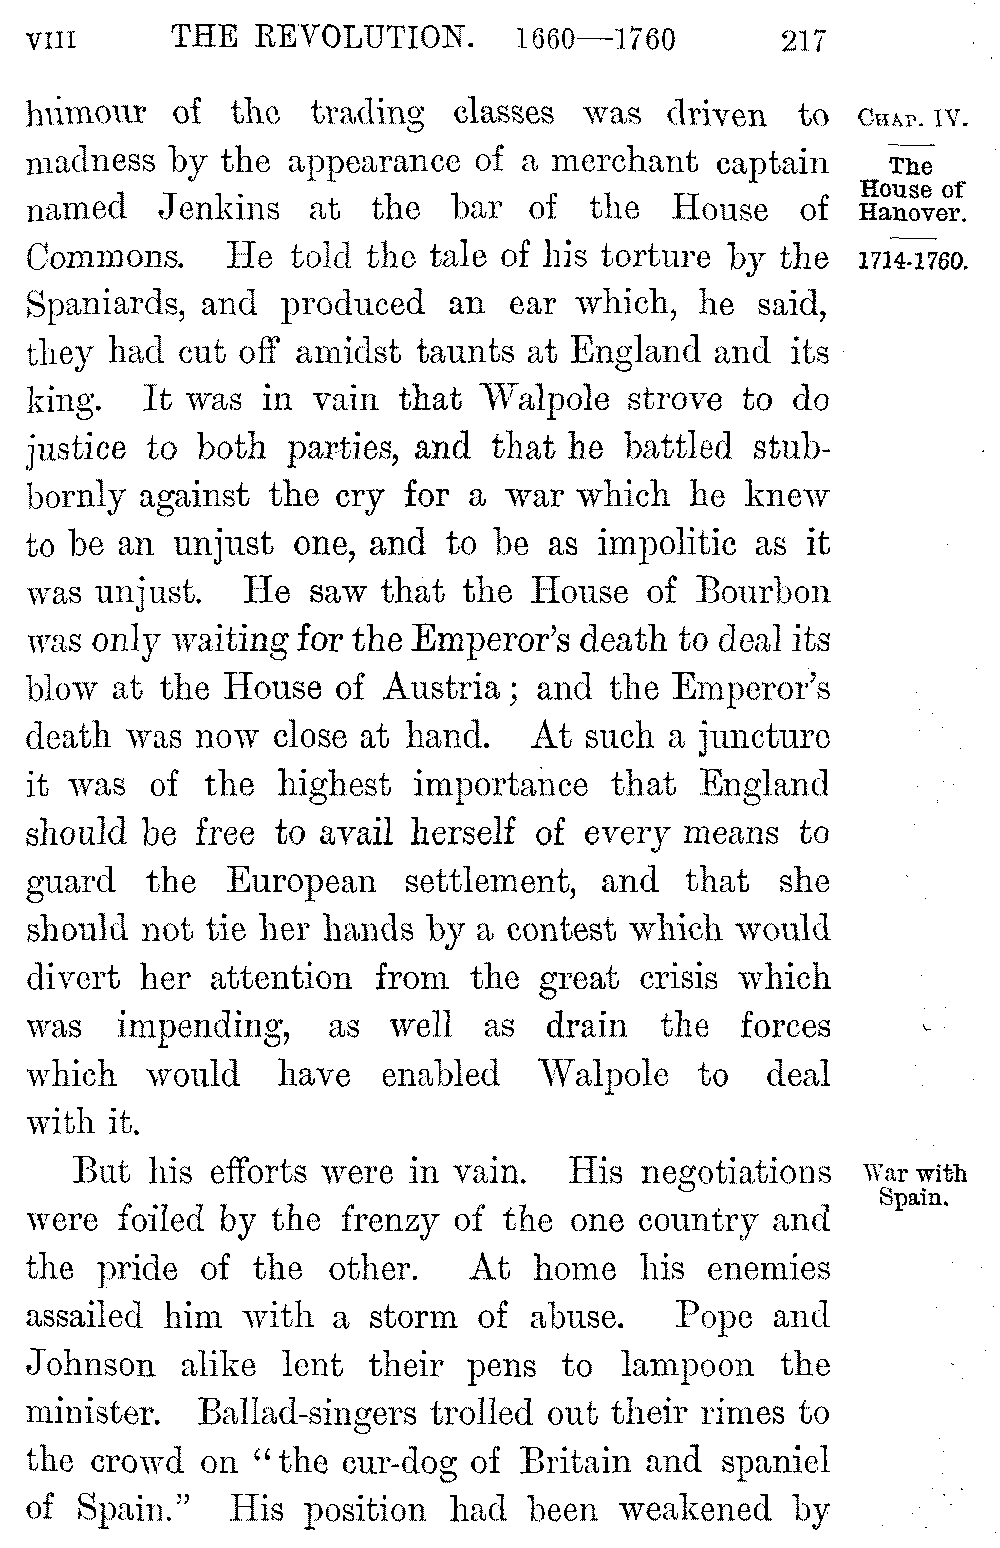 VIII THE REVOLUTION. 1660—1760 217
humour of the trading classes was driven to
madness by the appearance of a merchant captain
named Jenkins at the bar of the House of
Commons. He told the tale of his torture by the
Spaniards, and produced an ear which, he said,
they had cut off amidst taunts at England and its
king. It was in vain that Walpole strove to do
justice to both parties, and that he battled stub-
bornly against the cry for a war which he knew
to be an unjust one, and to be as impolitic as it
was unjust. He saw that the House of Bourbon
was only waiting for the Emperor's death to deal its
blow at the House of Austria; and the Emperor's
death was now close at hand. At such a juncture
it was of the highest importance that England
should be free to avail herself of every means to
guard the European settlement, and that she
should not tie her hands by a contest which would
divert her attention from the great crisis which
was impending, as well as drain the forces
which would have enabled Walpole to deal
with it.
But his efforts were in vain. His negotiations
were foiled by the frenzy of the one country and
the pride of the other. At home his enemies
assailed him with a storm of abuse. Pope and
Johnson alike lent their pens to lampoon the
minister. Ballad-singers trolled out their rimes to
the crowd on "the cur-dog of Britain and spaniel
of Spain." His position had been weakened by
CHAP. IV.
The
House of
Hanover.
1714-1760.
War with
Spain.